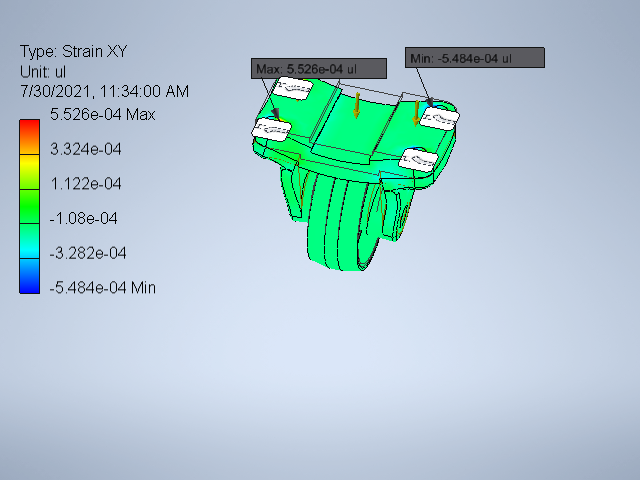 Type: Strain XY
Unit: ul
7/30/2021, 11:34:00 AM
5.526e-04 Max
3.324e-04
1.122e-04
-1.08e-04
-3.282e-04
-5.484e-04 Min
Max: 5.526e-04 ul
Min: -5.484e-04 ul